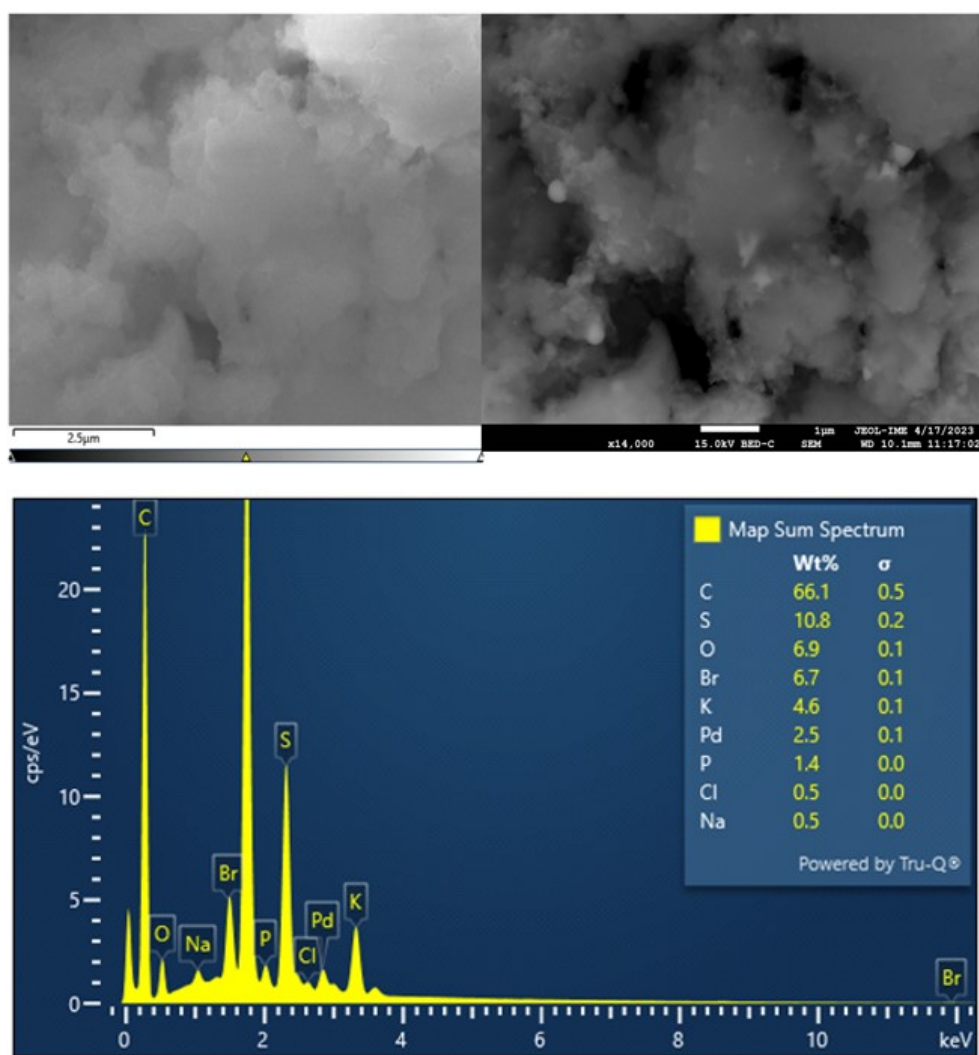 2.5µm
1µm JEOL-IME 4/17/2023
x14,000 15.0kV BED-C SEM WD 10.1mm 11:17:02
Map Sum Spectrum
Wt% σ
C 66.1 0.5
S 10.8 0.2
O 6.9 0.1
Br 6.7 0.1
K 4.6 0.1
Pd 2.5 0.1
P 1.4 0.0
Cl 0.5 0.0
Na 0.5 0.0
Powered by Tru-Q®
cps/eV
20
15
10
5
0
C
O
Na
Br
P
S
Cl
Pd
K
Br
0 2 4 6 8 10 keV